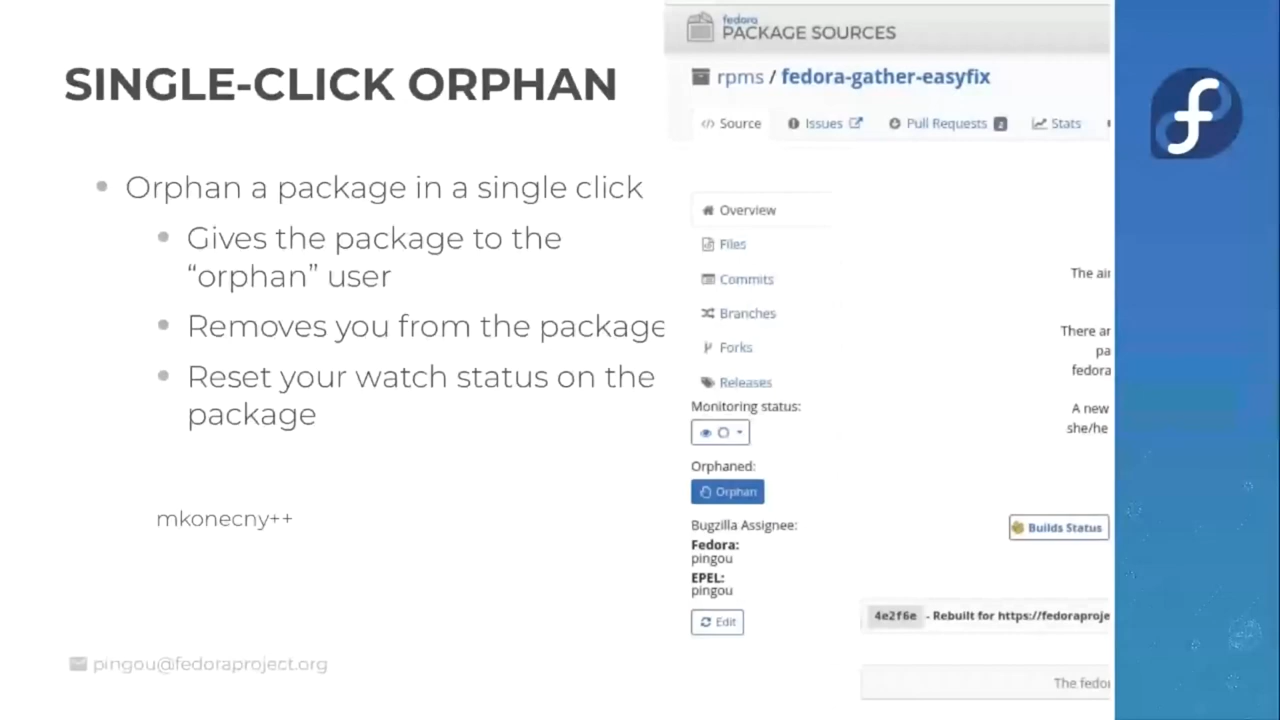 SINGLE-CLICK ORPHAN
Orphan a package in a single click
Gives the package to the
“orphan” user
Removes you from the package
Reset your watch status on the
package
mkonecny++
pingou@fedoraproject.org
fedora
PACKAGE SOURCES
rpms / fedora-gather-easyfix
Source Issues Pull Requests 2 Stats
Overview
Files
Commits
Branches
Forks
Releases
Monitoring status:
Orphaned:
Orphan
Bugzilla Assignee:
Fedora:
pingou
EPEL:
pingou
Edit
The air
There ar
pa
fedora
A new
she/he
Builds Status
4e2f6e - Rebuilt for https://fedoraproje
The fedor